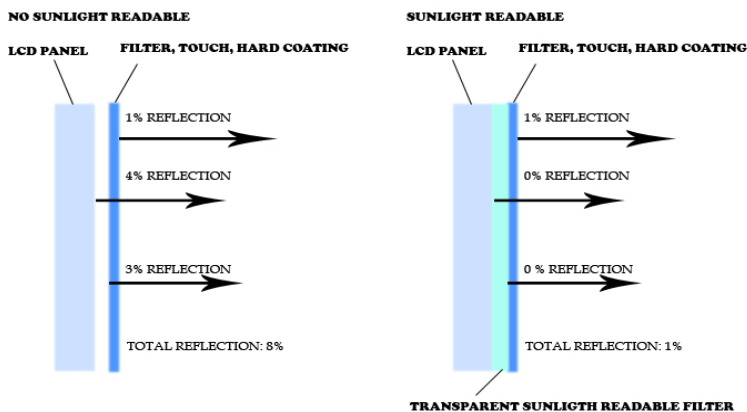 NO SUNLIGHT READABLE
LCD PANEL
FILTER, TOUCH, HARD COATING
1% REFLECTION
4% REFLECTION
3% REFLECTION
TOTAL REFLECTION: 8%
SUNLIGHT READABLE
LCD PANEL
FILTER, TOUCH, HARD COATING
1% REFLECTION
0% REFLECTION
0 % REFLECTION
TOTAL REFLECTION: 1%
TRANSPARENT SUNLIGTH READABLE FILTER